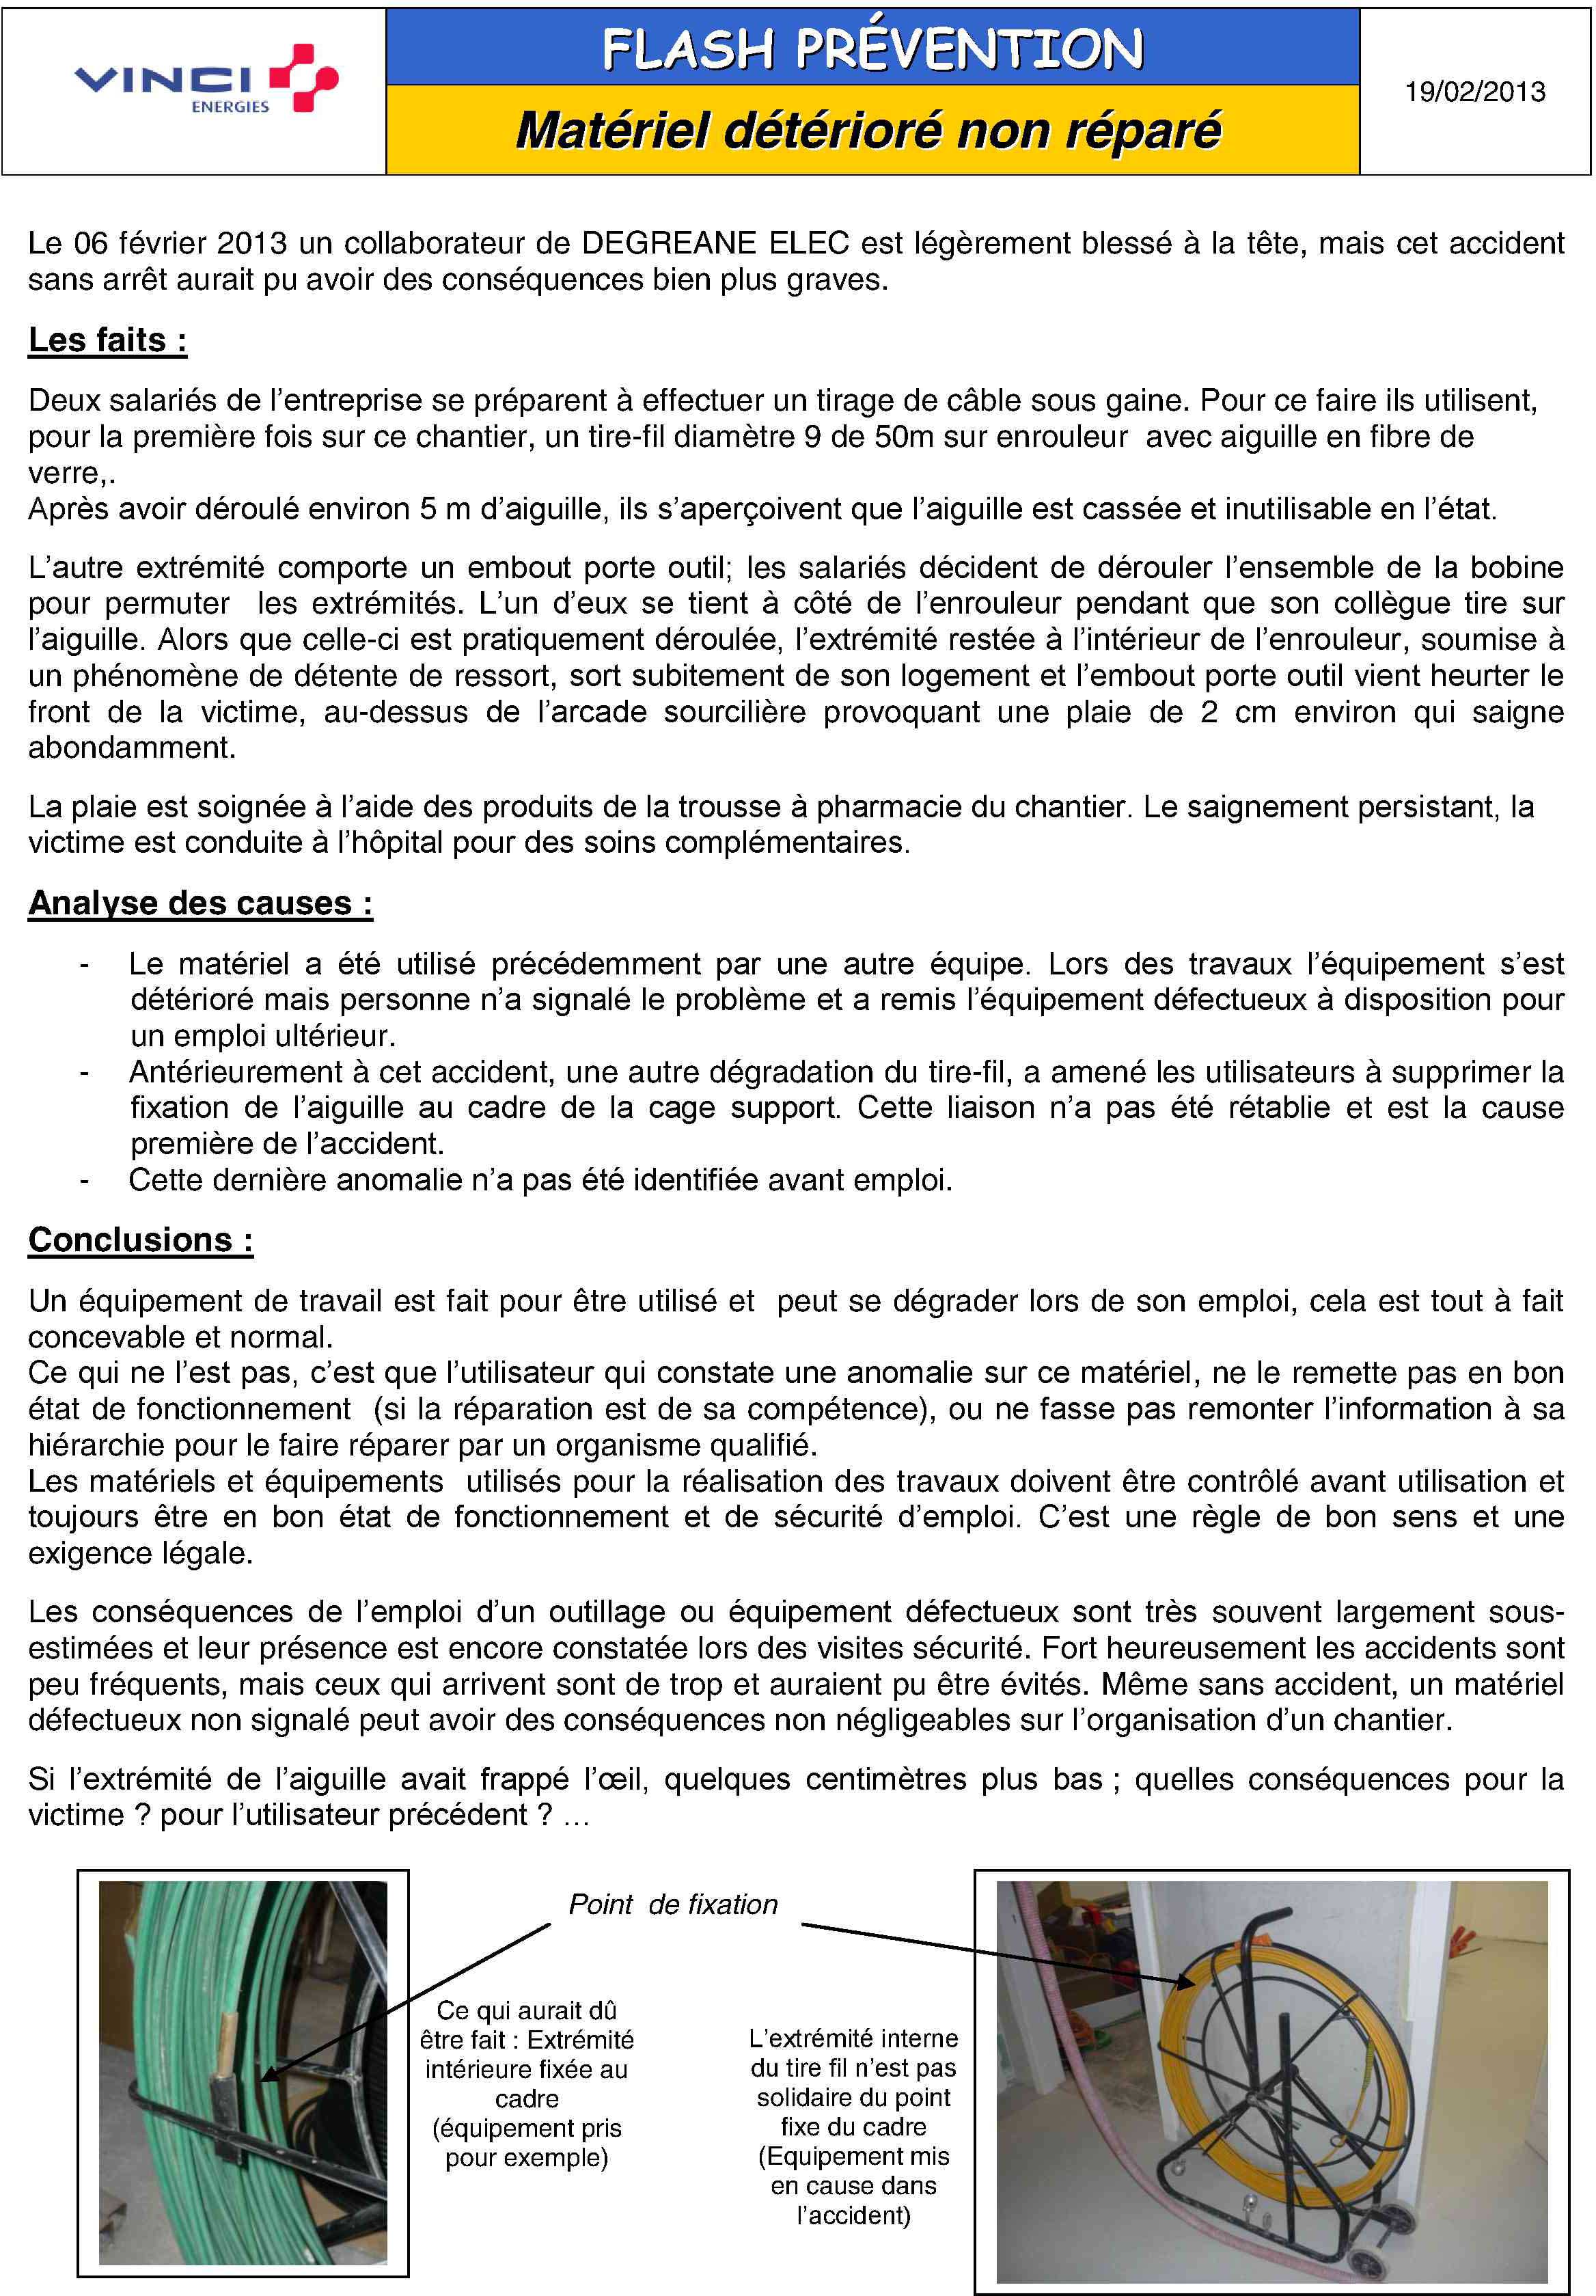 VINCI
ENERGIES
FLASH PRÉVENTION
Matériel détérioré non réparé
19/02/2013
Le 06 février 2013 un collaborateur de DEGREANE ELEC est légèrement blessé à la tête, mais cet accident
sans arrêt aurait pu avoir des conséquences bien plus graves.
Les faits :
Deux salariés de l’entreprise se préparent à effectuer un tirage de câble sous gaine. Pour ce faire ils utilisent,
pour la première fois sur ce chantier, un tire-fil diamètre 9 de 50m sur enrouleur  avec aiguille en fibre de
verre,.
Après avoir déroulé environ 5 m d’aiguille, ils s’aperçoivent que l’aiguille est cassée et inutilisable en l’état.
L’autre extrémité comporte un embout porte outil; les salariés décident de dérouler l’ensemble de la bobine
pour permuter  les extrémités. L’un d’eux se tient à côté de l’enrouleur pendant que son collègue tire sur
l’aiguille. Alors que celle-ci est pratiquement déroulée, l’extrémité restée à l’intérieur de l’enrouleur, soumise à
un phénomène de détente de ressort, sort subitement de son logement et l’embout porte outil vient heurter le
front de la victime, au-dessus de l’arcade sourcilière provoquant une plaie de 2 cm environ qui saigne
abondamment.
La plaie est soignée à l’aide des produits de la trousse à pharmacie du chantier. Le saignement persistant, la
victime est conduite à l’hôpital pour des soins complémentaires.
Analyse des causes :
- Le matériel a été utilisé précédemment par une autre équipe. Lors des travaux l’équipement s’est
détérioré mais personne n’a signalé le problème et a remis l’équipement défectueux à disposition pour
un emploi ultérieur.
- Antérieurement à cet accident, une autre dégradation du tire-fil, a amené les utilisateurs à supprimer la
fixation de l’aiguille au cadre de la cage support. Cette liaison n’a pas été rétablie et est la cause
première de l’accident.
- Cette dernière anomalie n’a pas été identifiée avant emploi.
Conclusions :
Un équipement de travail est fait pour être utilisé et  peut se dégrader lors de son emploi, cela est tout à fait
concevable et normal.
Ce qui ne l’est pas, c’est que l’utilisateur qui constate une anomalie sur ce matériel, ne le remette pas en bon
état de fonctionnement  (si la réparation est de sa compétence), ou ne fasse pas remonter l’information à sa
hiérarchie pour le faire réparer par un organisme qualifié.
Les matériels et équipements  utilisés pour la réalisation des travaux doivent être contrôlé avant utilisation et
toujours être en bon état de fonctionnement et de sécurité d’emploi. C’est une règle de bon sens et une
exigence légale.
Les conséquences de l’emploi d’un outillage ou équipement défectueux sont très souvent largement sous-
estimées et leur présence est encore constatée lors des visites sécurité. Fort heureusement les accidents sont
peu fréquents, mais ceux qui arrivent sont de trop et auraient pu être évités. Même sans accident, un matériel
défectueux non signalé peut avoir des conséquences non négligeables sur l’organisation d’un chantier.
Si l’extrémité de l’aiguille avait frappé l’œil, quelques centimètres plus bas ; quelles conséquences pour la
victime ? pour l’utilisateur précédent ? …
Point  de fixation
Ce qui aurait dû
être fait : Extrémité
intérieure fixée au
cadre
(équipement pris
pour exemple)
L’extrémité interne
du tire fil n’est pas
solidaire du point
fixe du cadre
(Equipement mis
en cause dans
l’accident)